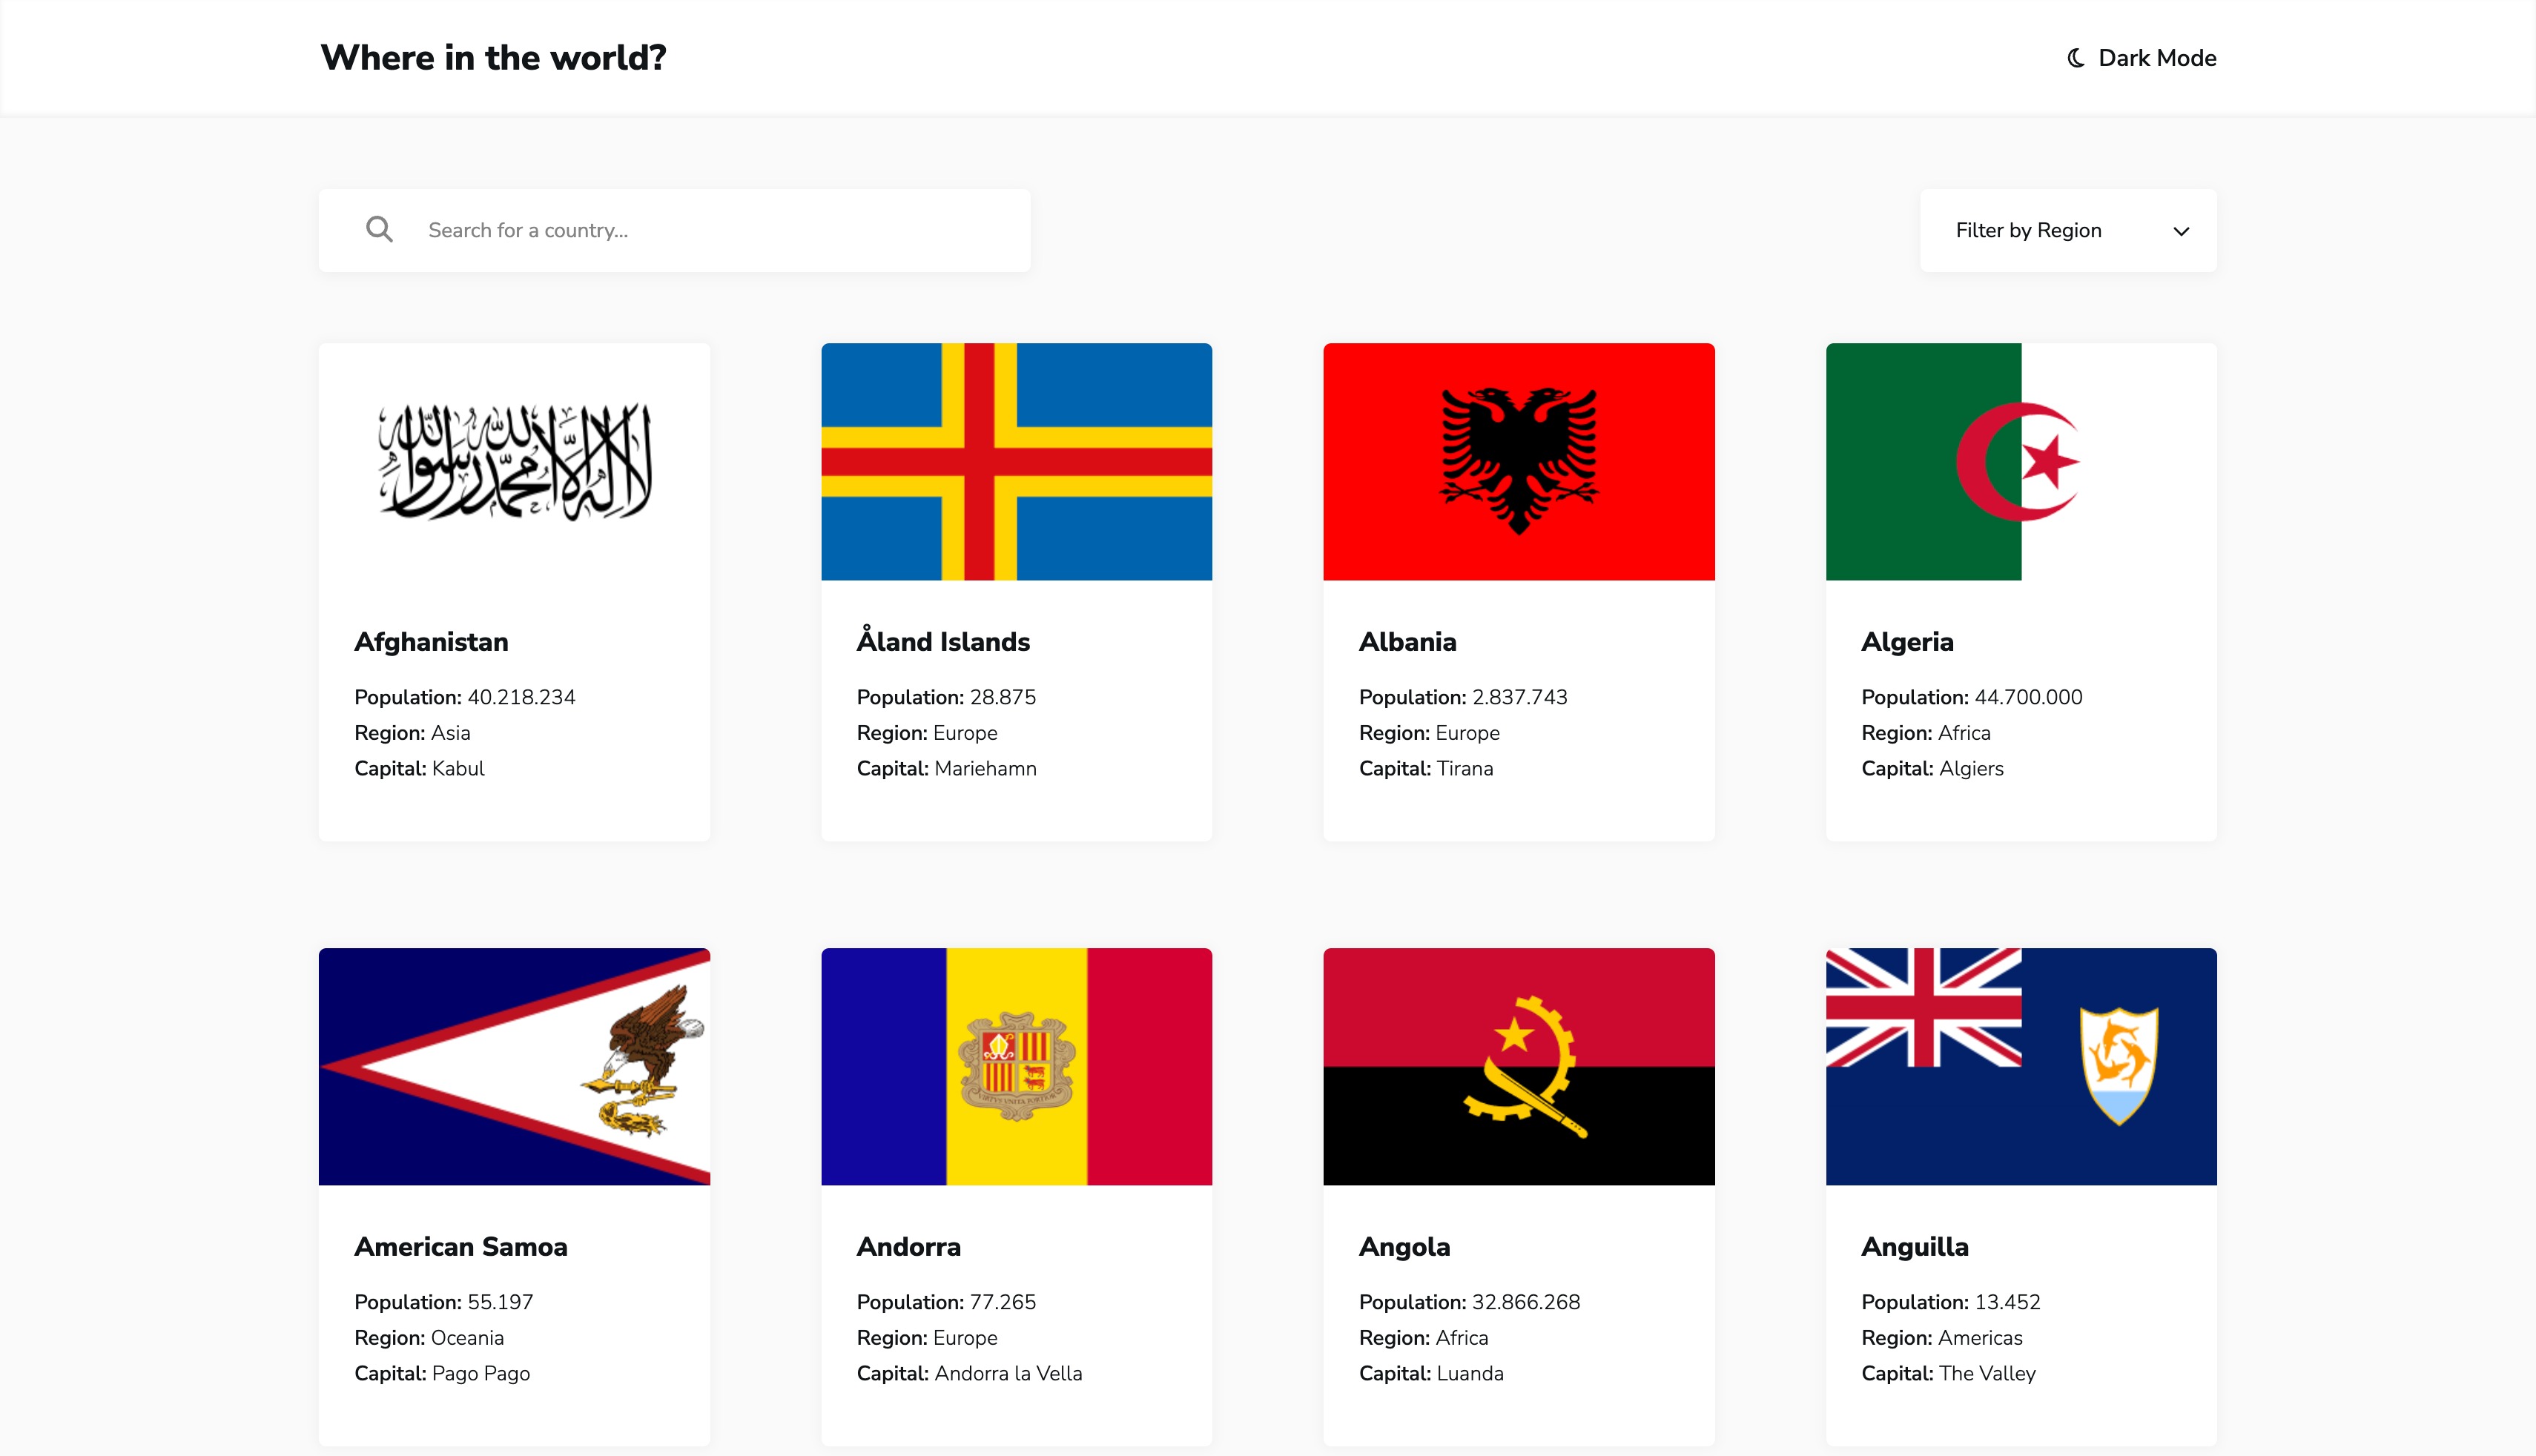 Where in the world?
Dark Mode
Search for a country...
Filter by Region
لا إله إلا الله محمد رسول الله
Afghanistan
Population: 40.218.234
Region: Asia
Capital: Kabul
Åland Islands
Population: 28.875
Region: Europe
Capital: Mariehamn
Albania
Population: 2.837.743
Region: Europe
Capital: Tirana
Algeria
Population: 44.700.000
Region: Africa
Capital: Algiers
American Samoa
Population: 55.197
Region: Oceania
Capital: Pago Pago
VIRTVS VNITA FORTIOR
Andorra
Population: 77.265
Region: Europe
Capital: Andorra la Vella
Angola
Population: 32.866.268
Region: Africa
Capital: Luanda
Anguilla
Population: 13.452
Region: Americas
Capital: The Valley